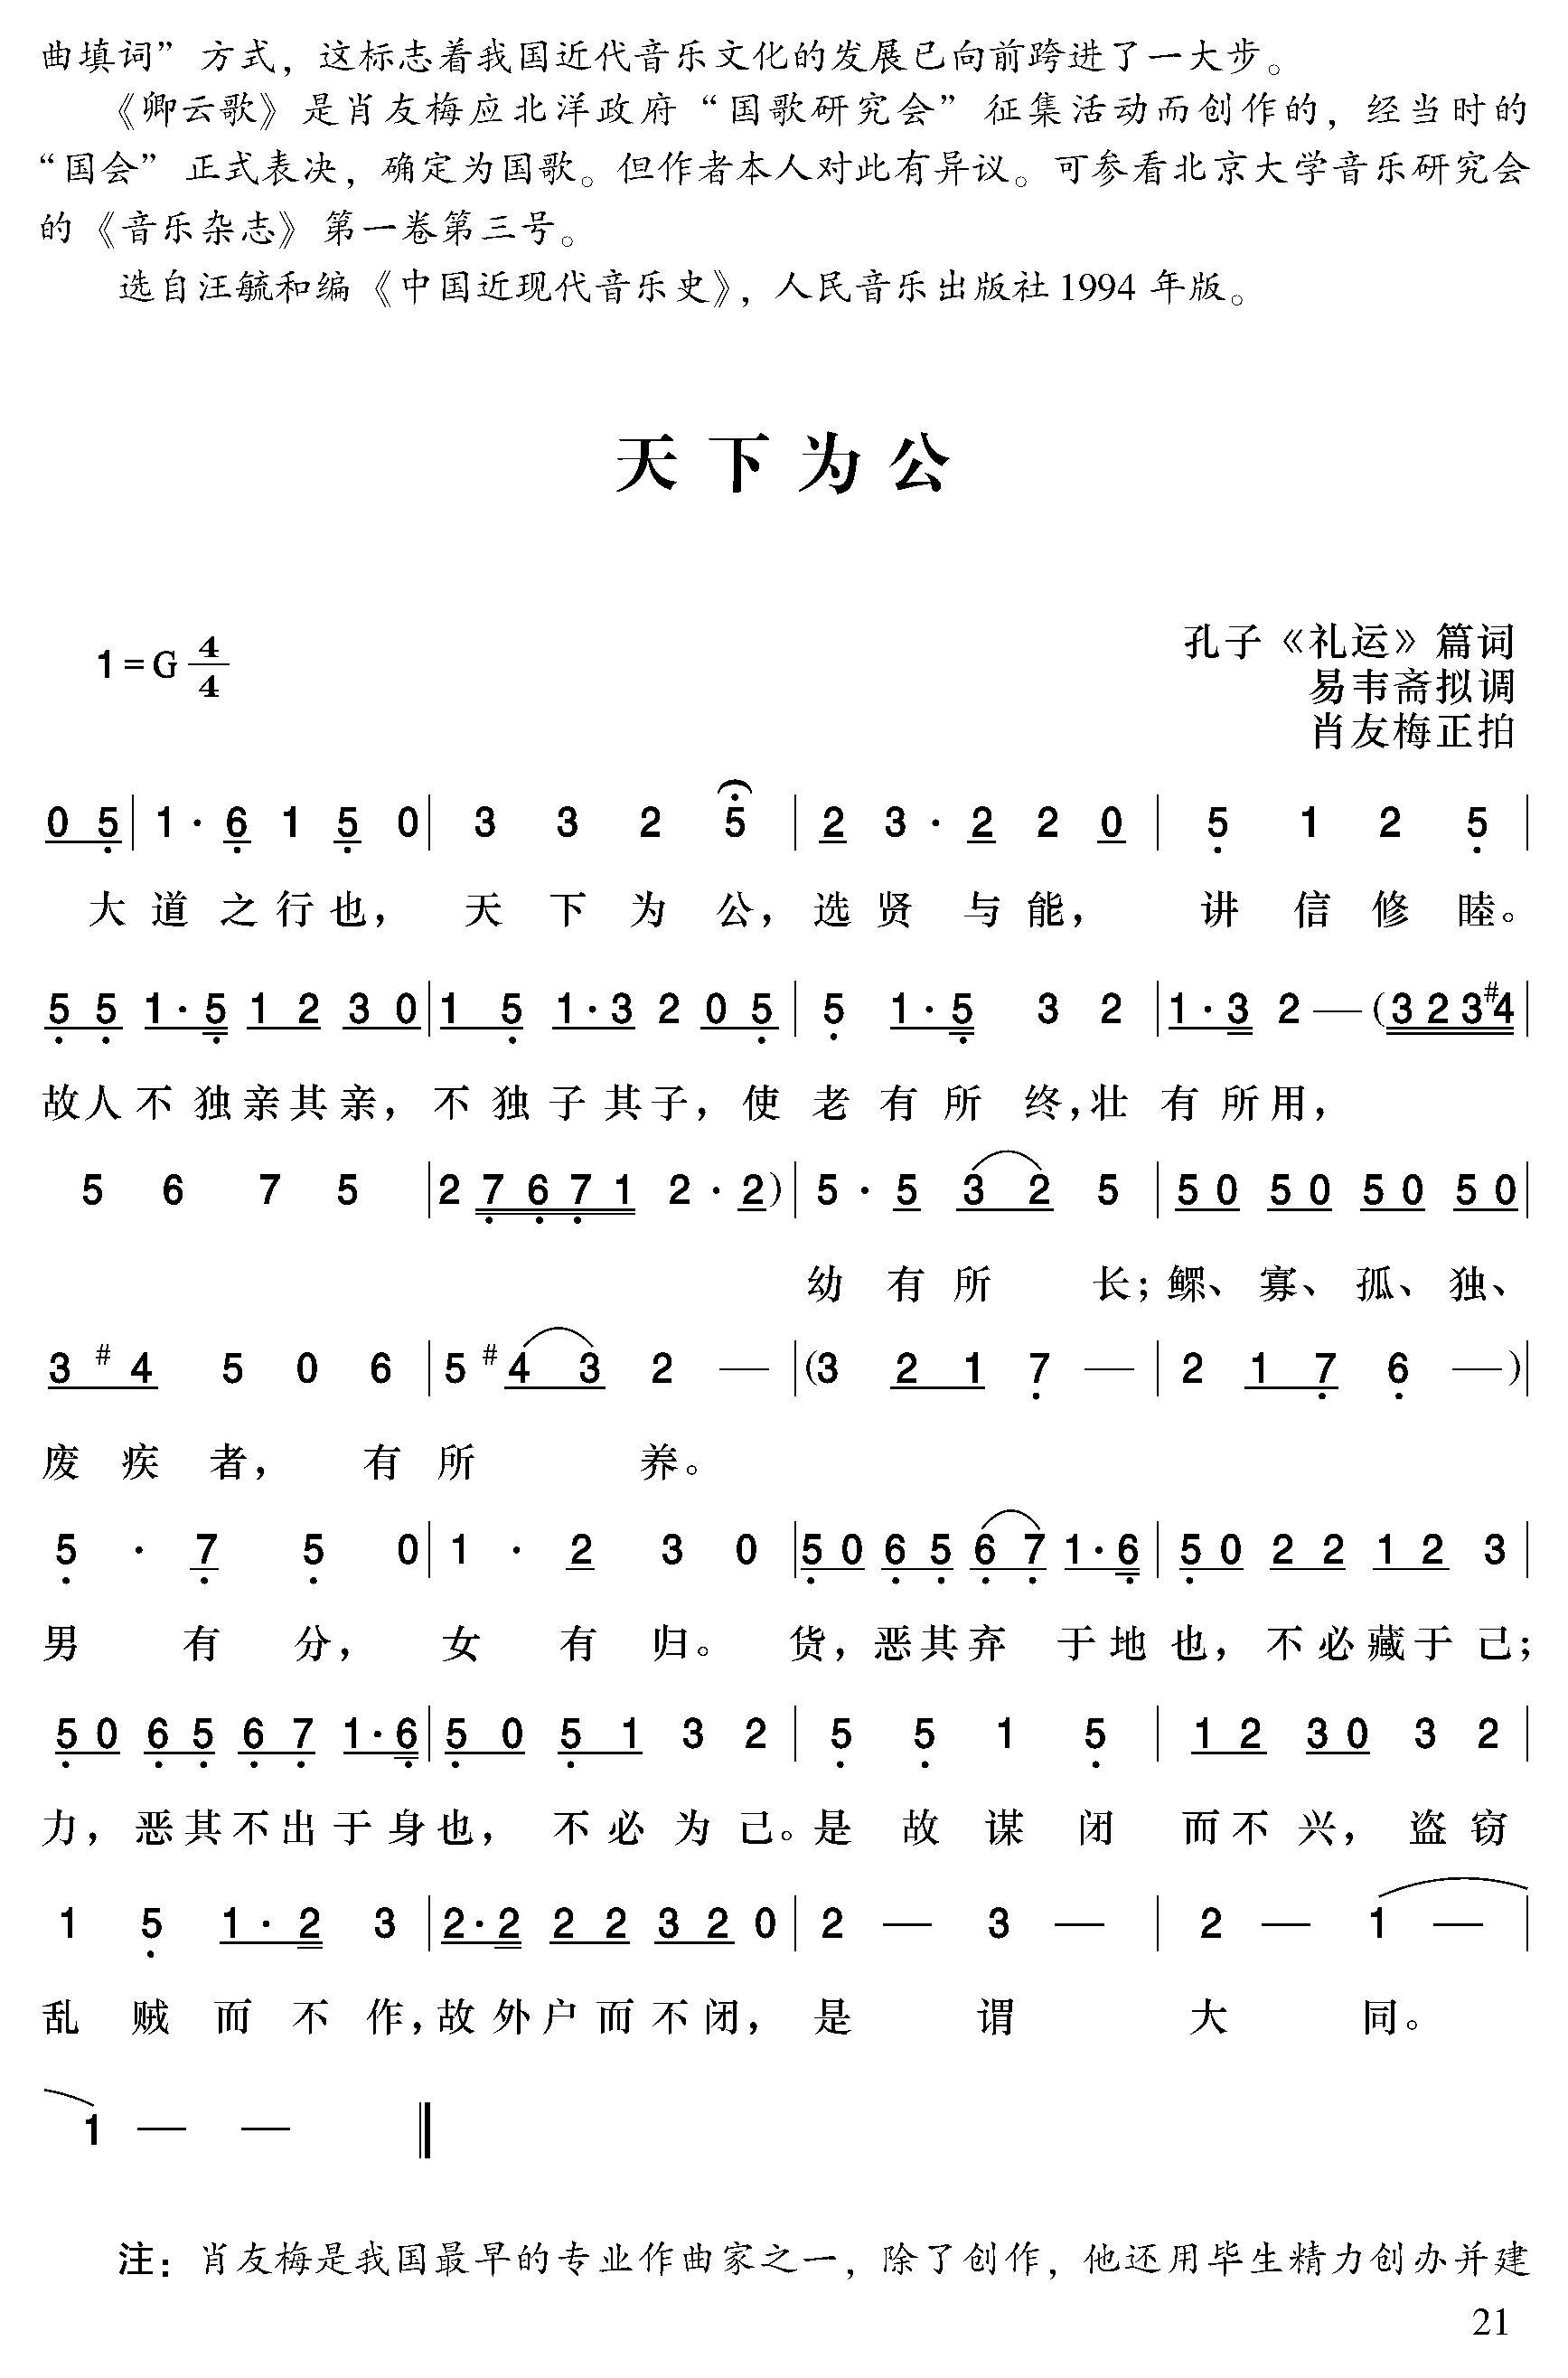 曲填词”方式，这标志着我国近代音乐文化的发展已向前跨进了一大步。
《卿云歌》是肖友梅应北洋政府“国歌研究会”征集活动而创作的，经当时的
“国会”正式表决，确定为国歌。但作者本人对此有异议。可参看北京大学音乐研究会
的《音乐杂志》第一卷第三号。
选自汪毓和编《中国近现代音乐史》，人民音乐出版社1994年版。
天下为公
1=G 4/4
孔子《礼运》篇词
易韦斋拟调
肖友梅正拍
0 5 | 1· 6 1 5 0 | 3 3 2 5 | 2 3· 2 2 0 | 5 1 2 5 |
大道之行也，天下为公，选贤与能，讲信修睦。
5 5 1·5 1 2 3 0 | 1 5 1·3 2 0 5 | 5 1·5 3 2 | 1·3 2 — (3 2 3 #4 |
故人不独亲其亲，不独子其子，使老有所终，壮有所用，
5 6 7 5 | 2 7 6 7 1 2· 2) | 5· 5 3 2 5 | 5 0 5 0 5 0 5 0 |
幼有所长；鳏、寡、孤、独、
3 #4 5 0 6 | 5 #4 3 2 — | (3 2 1 7 — | 2 1 7 6 —) |
废疾者，有所养。
5 · 7 5 0 | 1 · 2 3 0 | 5 0 6 5 6 7 1·6 | 5 0 2 2 1 2 3 |
男有分，女有归。货，恶其弃于地也，不必藏于己；
5 0 6 5 6 7 1·6 | 5 0 5 1 3 2 | 5 5 1 5 | 1 2 3 0 3 2 |
力，恶其不出于身也，不必为己。是故谋闭而不兴，盗窃
1 5 1·2 3 | 2·2 2 2 3 2 0 | 2 — 3 — | 2 — 1 — |
乱贼而不作，故外户而不闭，是谓大同。
1 — — ‖
注：肖友梅是我国最早的专业作曲家之一，除了创作，他还用毕生精力创办并建
21